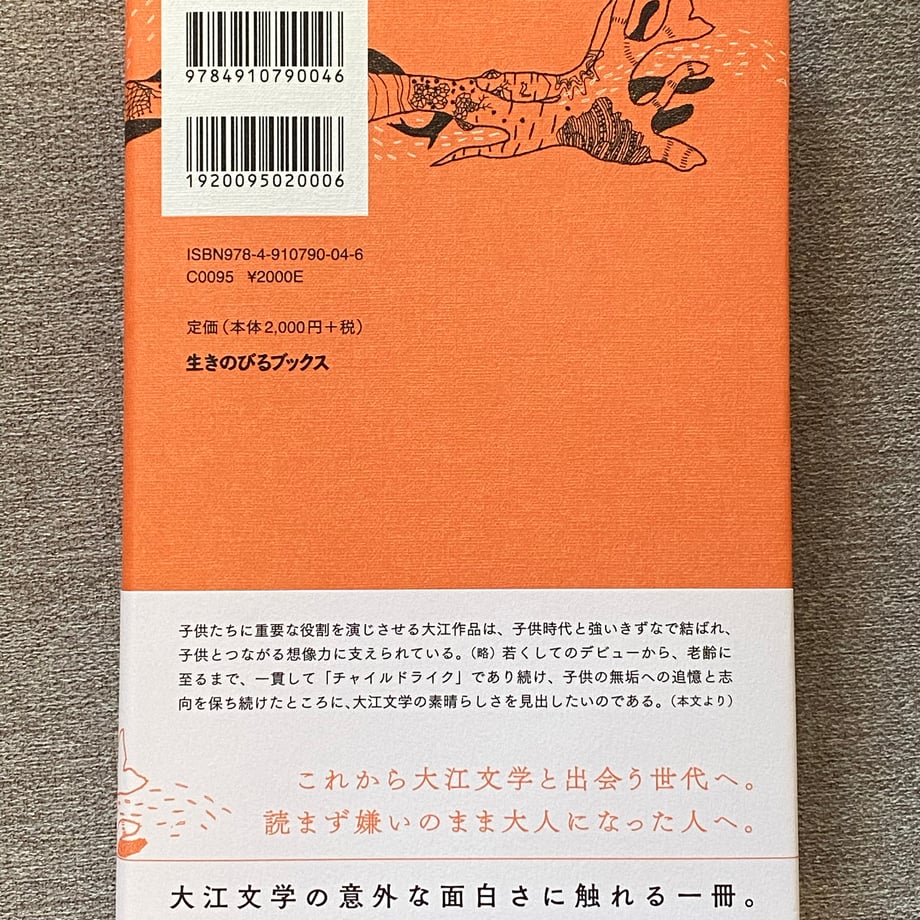 9784910790046
1920095020006
ISBN978-4-910790-04-6
C0095 ¥2000E
定価(本体2,000円+税)
生きのびるブックス
子供たちに重要な役割を演じさせる大江作品は、子供時代と強いきずなで結ばれ、
子供とつながる想像力に支えられている。(略)若くしてのデビューから、老齢に
至るまで、一貫して「チャイルドライク」であり続け、子供の無垢への追憶と志
向を保ち続けたところに、大江文学の素晴らしさを見出したいのである。(本文より)
これから大江文学と出会う世代へ。
読まず嫌いのまま大人になった人へ。
大江文学の意外な面白さに触れる一冊。